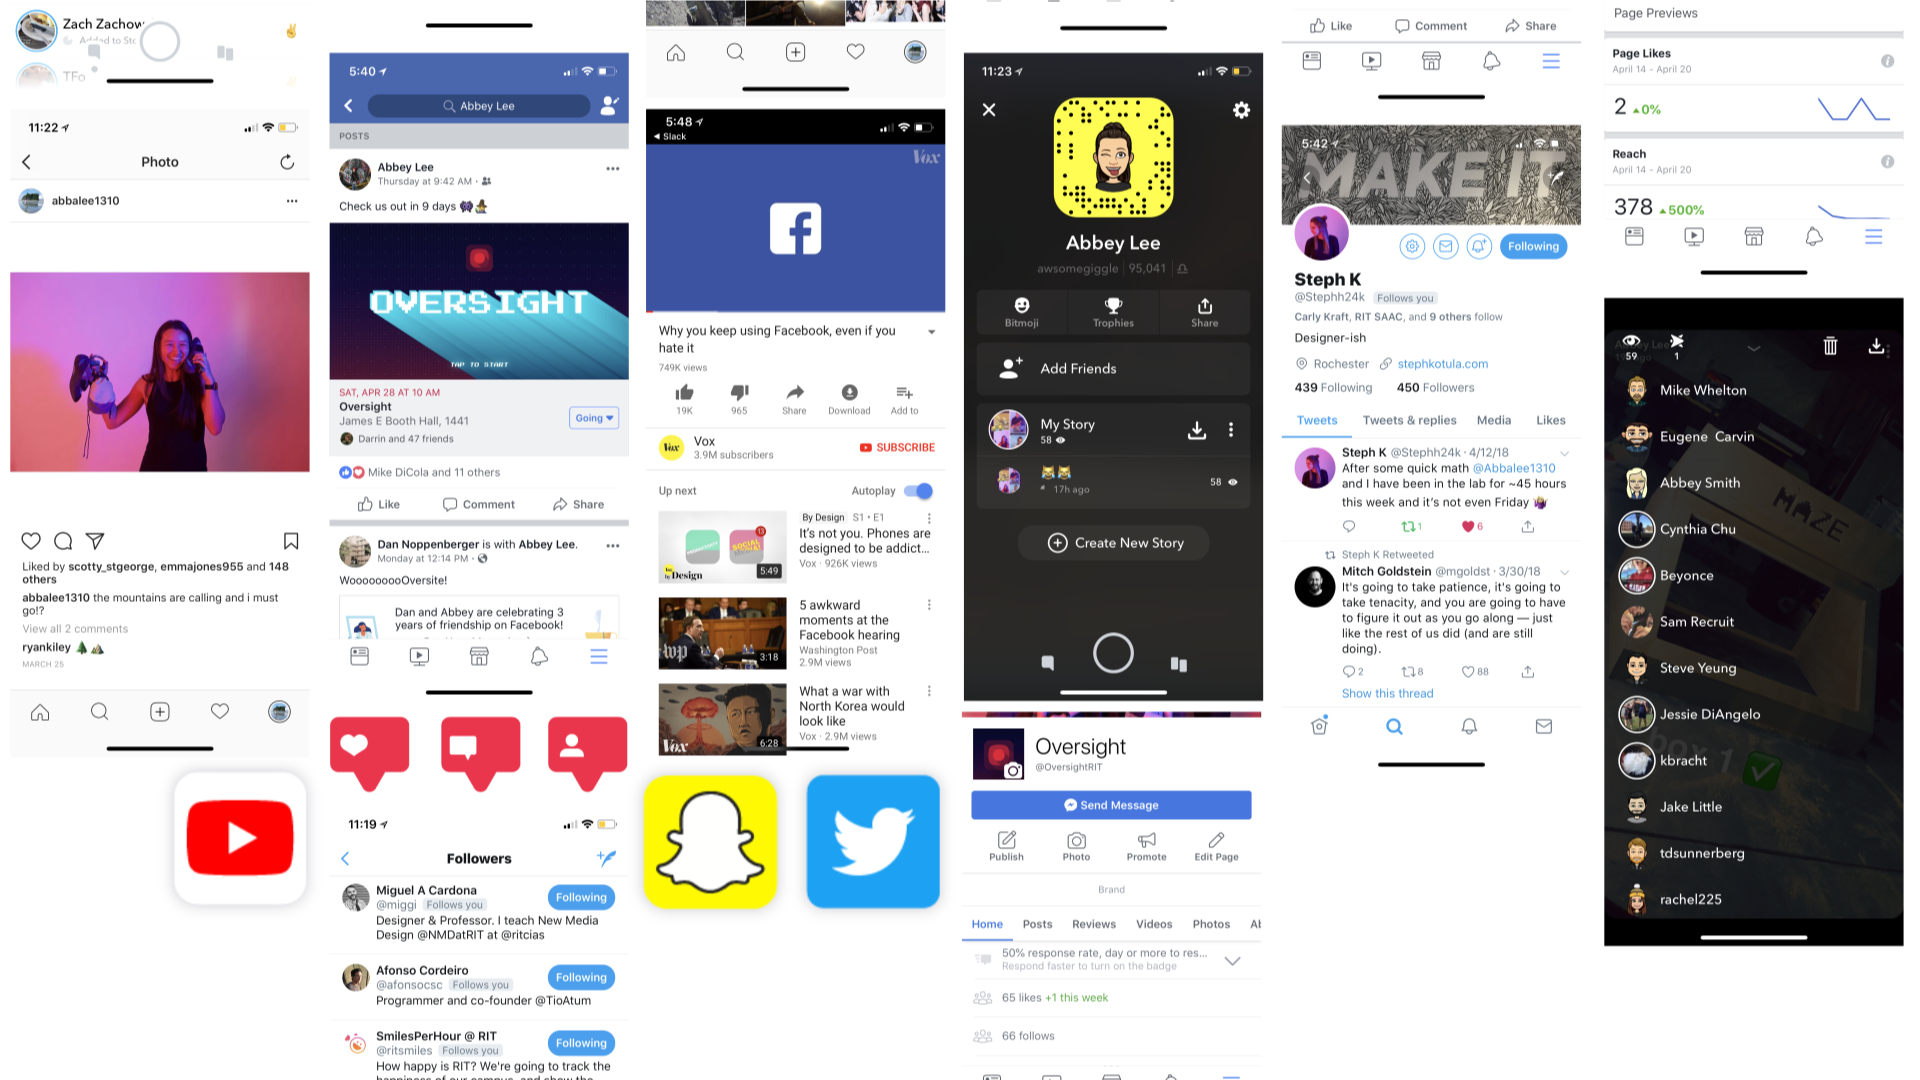 Zach Zachow
Added to Sto
TFo
11:22
Photo
abbalee1310
Liked by scotty_stgeorge, emmajones955 and 148
others
abbalee1310 the mountains are calling and i must
go!?
View all 2 comments
ryankiley
MARCH 25
5:40
Abbey Lee
POSTS
Abbey Lee
Thursday at 9:42 AM ·
Check us out in 9 days
OVERSIGHT
TAP TO START
SAT, APR 28 AT 10 AM
Oversight
James E Booth Hall, 1441
Darrin and 47 friends
Going
Mike DiCola and 11 others
Like Comment Share
Dan Noppenberger is with Abbey Lee.
Monday at 12:14 PM ·
WooooooooOversite!
Dan and Abbey are celebrating 3
years of friendship on Facebook!
11:19
Followers
Miguel A Cardona
@miggi Follows you
Following
Designer & Professor. I teach New Media
Design @NMDatRIT at @ritcias
Afonso Cordeiro
@afonsocsc Follows you
Following
Programmer and co-founder @TioAtum
SmilesPerHour @ RIT
@ritsmiles Follows you
Following
How happy is RIT? We're going to track the
5:48
Slack
Vox
f
Why you keep using Facebook, even if you
hate it
749K views
19K 965 Share Download Add to
Vox
Vox
3.9M subscribers
SUBSCRIBE
Up next
Autoplay
SOCIAL
13
by Design
5:49
By Design S1 • E1
It's not you. Phones are
designed to be addict...
Vox · 926K views
wp
3:18
5 awkward
moments at the
Facebook hearing
Washington Post
2.9M views
Vox
6:28
What a war with
North Korea would
look like
Vox · 2.9M views
11:23
Abbey Lee
awsomegiggle 95,041
Bitmoji Trophies Share
Add Friends
My Story
58
17h ago
58
Create New Story
Oversight
@OversightRIT
Send Message
Publish Photo Promote Edit Page
Brand
Home Posts Reviews Videos Photos Al
50% response rate, day or more to res...
Respond faster to turn on the badge
65 likes +1 this week
66 follows
Like Comment Share
5:42
MAKE IT
Following
Steph K
@Stephh24k Follows you
Carly Kraft, RIT SAAC, and 9 others follow
Designer-ish
Rochester stephkotula.com
439 Following 450 Followers
Tweets Tweets & replies Media Likes
Steph K @Stephh24k · 4/12/18
After some quick math @Abbalee1310
and I have been in the lab for ~45 hours
this week and it's not even Friday
1 6
Steph K Retweeted
Mitch Goldstein @mgoldst · 3/30/18
It's going to take patience, it's going to
take tenacity, and you are going to have
to figure it out as you go along — just
like the rest of us did (and are still
doing).
2 8 88
Show this thread
Page Previews
Page Likes
April 14 - April 20
2 0%
Reach
April 14 - April 20
378 500%
59 1
Mike Whelton
Eugene Carvin
Abbey Smith
MAZE
Cynthia Chu
Beyonce
Sam Recruit
Steve Yeung
Jessie DiAngelo
box 1
kbracht
Jake Little
tdsunnerberg
rachel225